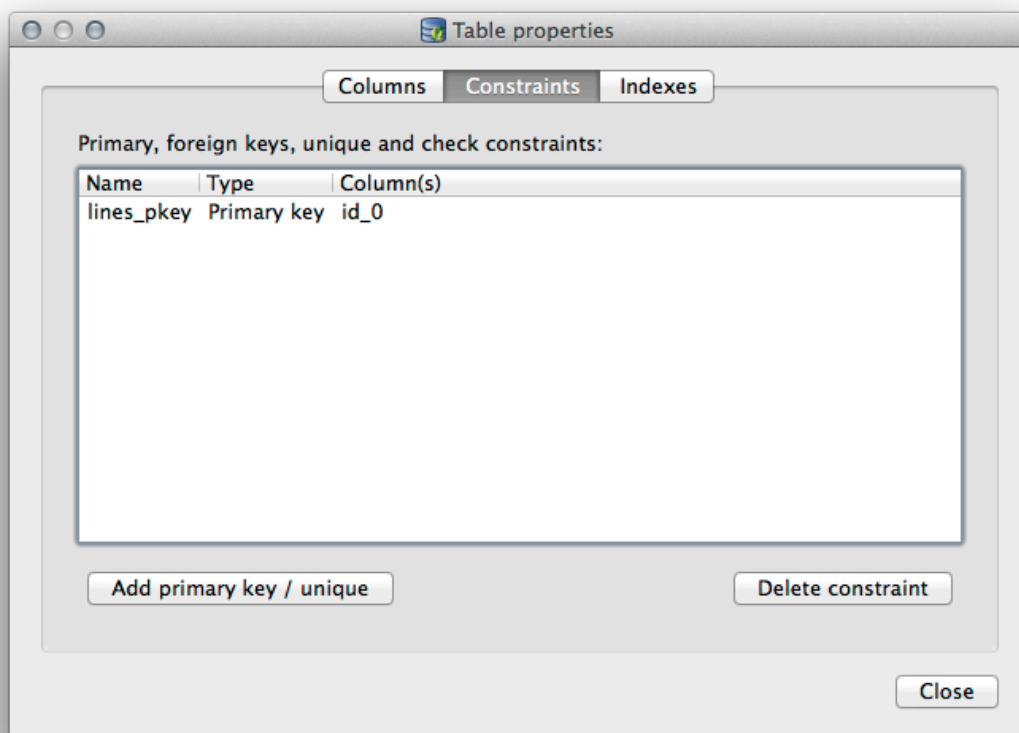 Table properties
Columns Constraints Indexes
Primary, foreign keys, unique and check constraints:
Name Type Column(s)
lines_pkey Primary key id_0
Add primary key / unique Delete constraint
Close